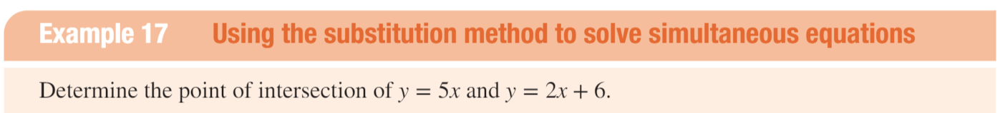 Example 17 Using the substitution method to solve simultaneous equations
Determine the point of intersection of y = 5x and y = 2x + 6.